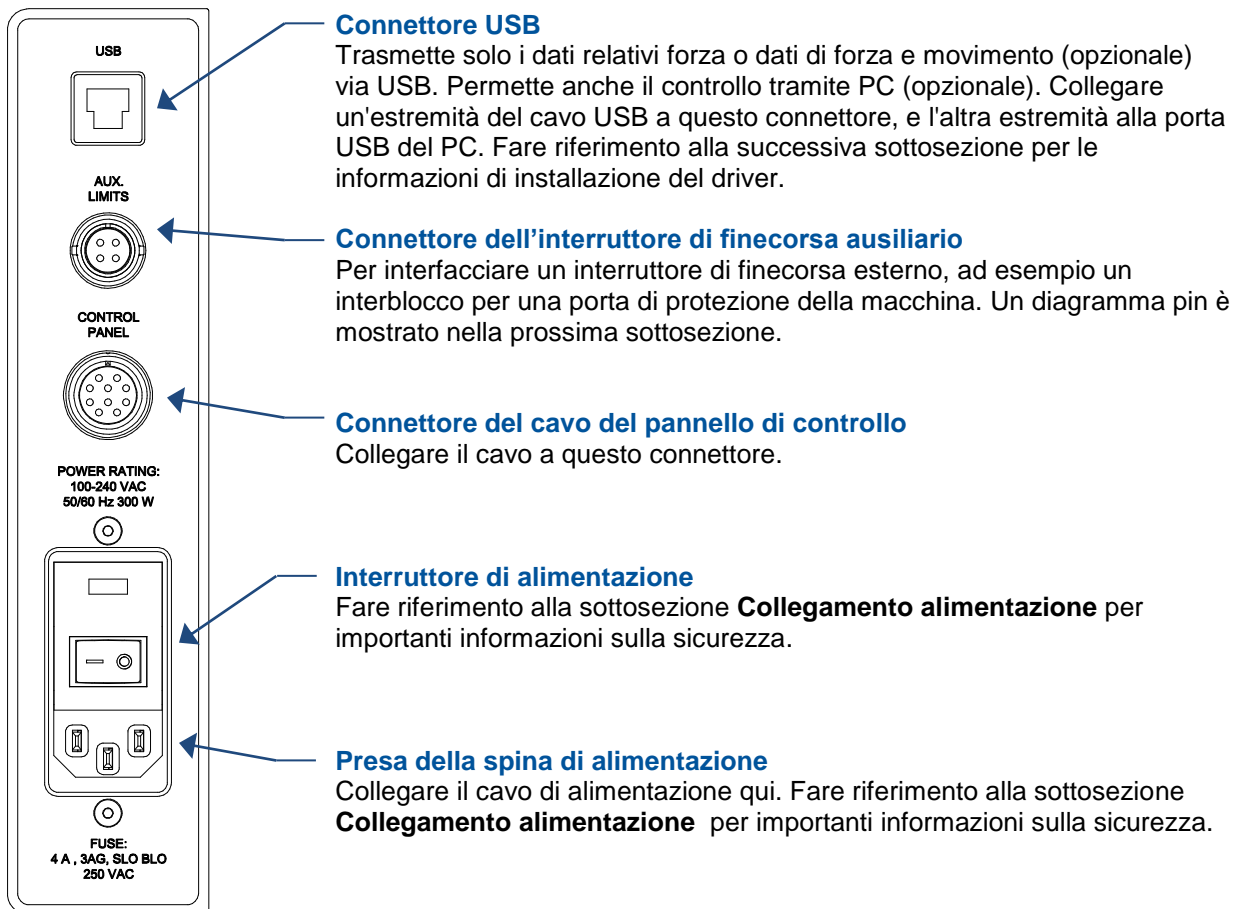 USB
AUX.
LIMITS
CONTROL
PANEL
POWER RATING:
100-240 VAC
50/60 Hz 300 W
FUSE:
4 A , 3AG, SLO BLO
250 VAC
Connettore USB
Trasmette solo i dati relativi forza o dati di forza e movimento (opzionale)
via USB. Permette anche il controllo tramite PC (opzionale). Collegare
un'estremità del cavo USB a questo connettore, e l'altra estremità alla porta
USB del PC. Fare riferimento alla successiva sottosezione per le
informazioni di installazione del driver.
Connettore dell’interruttore di finecorsa ausiliario
Per interfacciare un interruttore di finecorsa esterno, ad esempio un
interblocco per una porta di protezione della macchina. Un diagramma pin è
mostrato nella prossima sottosezione.
Connettore del cavo del pannello di controllo
Collegare il cavo a questo connettore.
Interruttore di alimentazione
Fare riferimento alla sottosezione Collegamento alimentazione per
importanti informazioni sulla sicurezza.
Presa della spina di alimentazione
Collegare il cavo di alimentazione qui. Fare riferimento alla sottosezione
Collegamento alimentazione  per importanti informazioni sulla sicurezza.